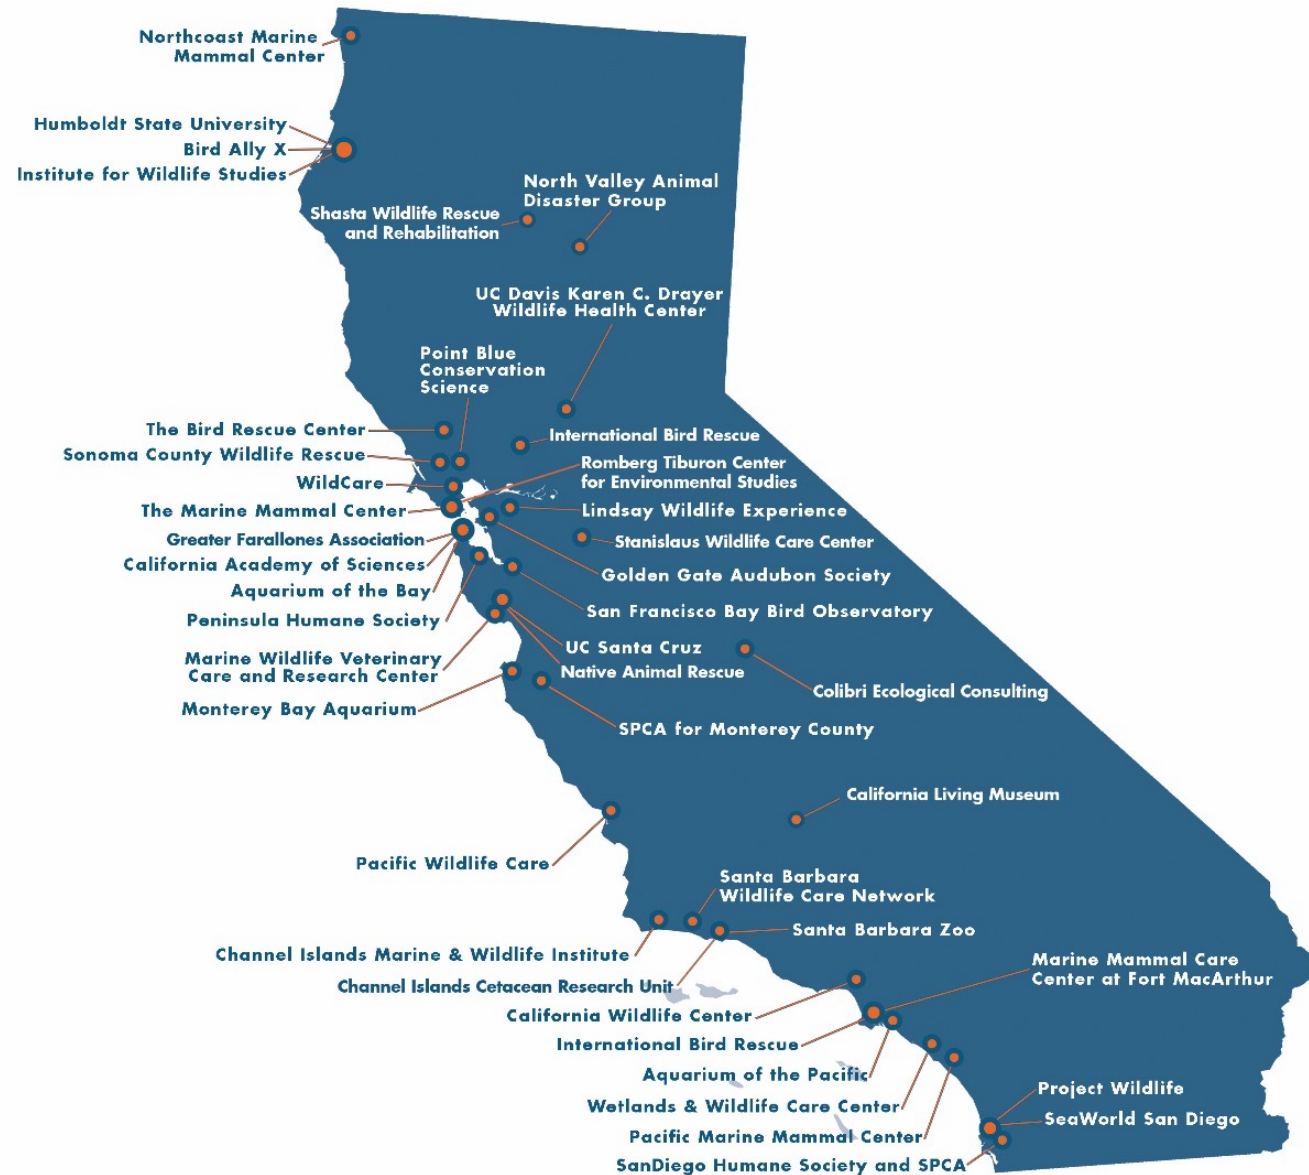 Northcoast Marine
Mammal Center
Humboldt State University
Bird Ally X
Institute for Wildlife Studies
North Valley Animal
Disaster Group
Shasta Wildlife Rescue
and Rehabilitation
UC Davis Karen C. Drayer
Wildlife Health Center
Point Blue
Conservation
Science
The Bird Rescue Center
International Bird Rescue
Sonoma County Wildlife Rescue
Romberg Tiburon Center
for Environmental Studies
WildCare
The Marine Mammal Center
Lindsay Wildlife Experience
Greater Farallones Association
Stanislaus Wildlife Care Center
California Academy of Sciences
Golden Gate Audubon Society
Aquarium of the Bay
San Francisco Bay Bird Observatory
Peninsula Humane Society
UC Santa Cruz
Marine Wildlife Veterinary
Care and Research Center
Native Animal Rescue
Colibri Ecological Consulting
Monterey Bay Aquarium
SPCA for Monterey County
California Living Museum
Pacific Wildlife Care
Santa Barbara
Wildlife Care Network
Santa Barbara Zoo
Channel Islands Marine & Wildlife Institute
Marine Mammal Care
Center at Fort MacArthur
Channel Islands Cetacean Research Unit
California Wildlife Center
International Bird Rescue
Aquarium of the Pacific
Project Wildlife
Wetlands & Wildlife Care Center
SeaWorld San Diego
Pacific Marine Mammal Center
SanDiego Humane Society and SPCA